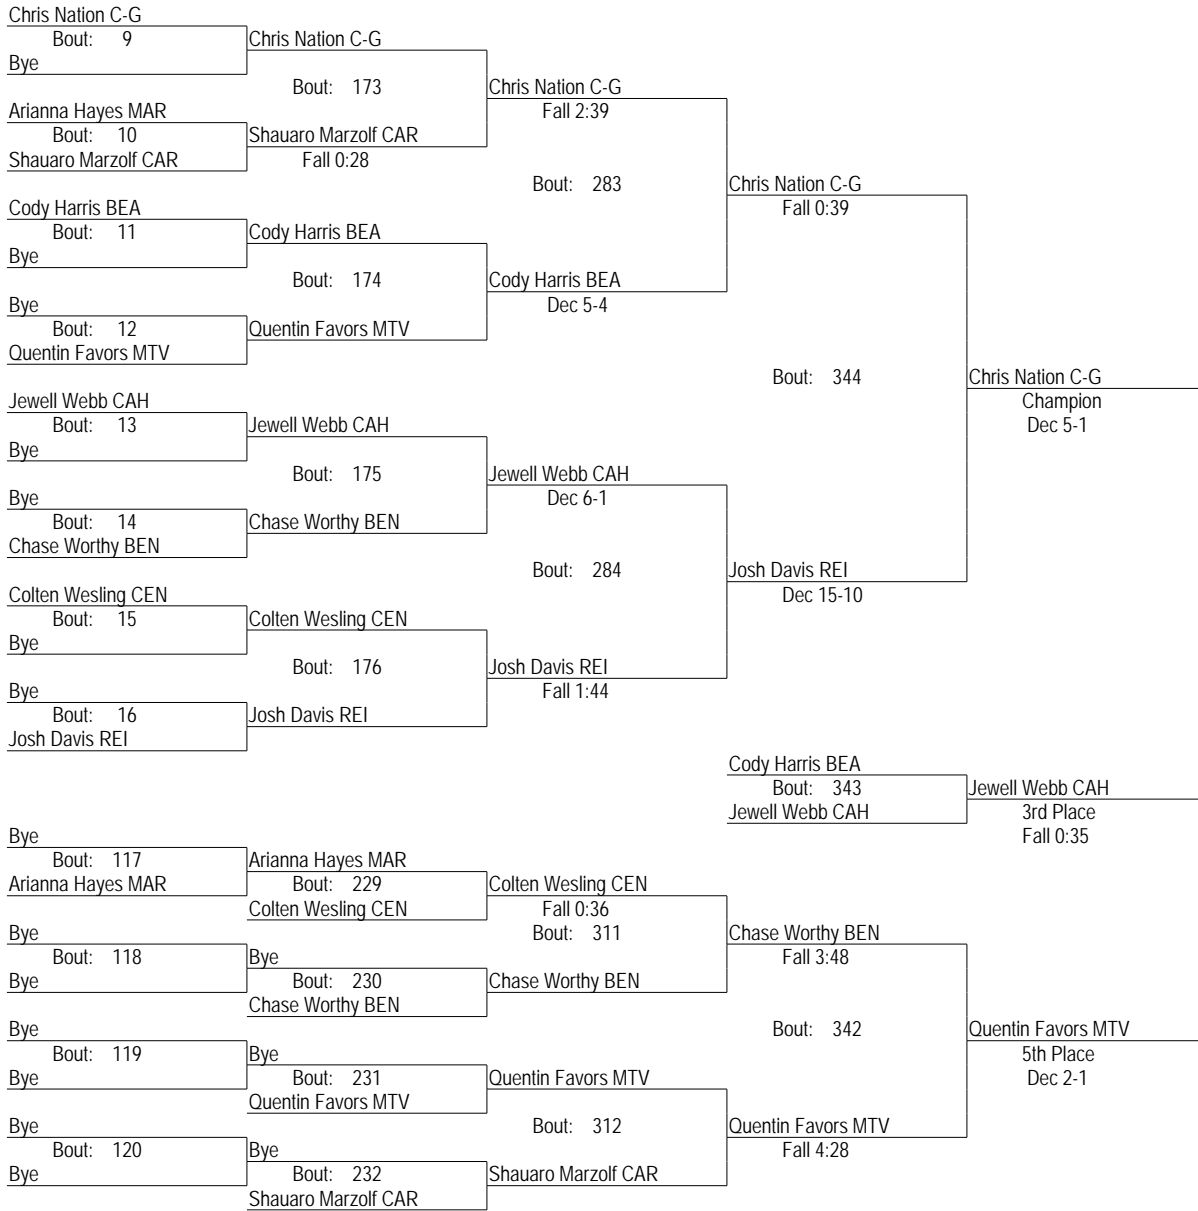 Chris Nation C-G
Bout: 9
Bye
Chris Nation C-G
Bout: 173
Chris Nation C-G
Fall 2:39
Arianna Hayes MAR
Bout: 10
Shauaro Marzolf CAR
Shauaro Marzolf CAR
Fall 0:28
Bout: 283
Chris Nation C-G
Fall 0:39
Cody Harris BEA
Bout: 11
Bye
Cody Harris BEA
Bout: 174
Cody Harris BEA
Dec 5-4
Bye
Bout: 12
Quentin Favors MTV
Quentin Favors MTV
Bout: 344
Chris Nation C-G
Champion
Dec 5-1
Jewell Webb CAH
Bout: 13
Bye
Jewell Webb CAH
Bout: 175
Jewell Webb CAH
Dec 6-1
Bye
Bout: 14
Chase Worthy BEN
Chase Worthy BEN
Bout: 284
Josh Davis REI
Dec 15-10
Colten Wesling CEN
Bout: 15
Bye
Colten Wesling CEN
Bout: 176
Josh Davis REI
Fall 1:44
Bye
Bout: 16
Josh Davis REI
Josh Davis REI
Cody Harris BEA
Bout: 343
Jewell Webb CAH
Jewell Webb CAH
3rd Place
Fall 0:35
Bye
Bout: 117
Arianna Hayes MAR
Arianna Hayes MAR
Bout: 229
Colten Wesling CEN
Colten Wesling CEN
Fall 0:36
Bout: 311
Chase Worthy BEN
Fall 3:48
Bye
Bout: 118
Bye
Bye
Bout: 230
Chase Worthy BEN
Chase Worthy BEN
Bout: 342
Quentin Favors MTV
5th Place
Dec 2-1
Bye
Bout: 119
Bye
Bye
Bout: 231
Quentin Favors MTV
Quentin Favors MTV
Bout: 312
Quentin Favors MTV
Fall 4:28
Bye
Bout: 120
Bye
Bye
Bout: 232
Shauaro Marzolf CAR
Shauaro Marzolf CAR